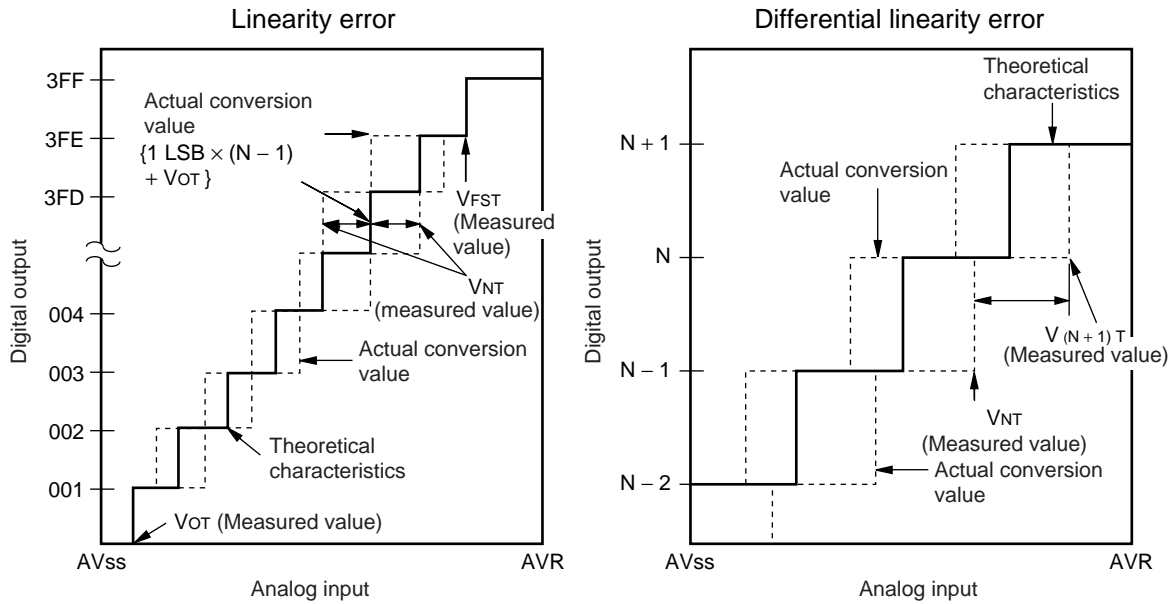 Linearity error
3FF
3FE
3FD
004
003
002
001
Digital output
Actual conversion
value
{1 LSB × (N – 1)
+ VOT }
VFST
(Measured
value)
VNT
(measured value)
Actual conversion
value
Theoretical
characteristics
VOT (Measured value)
AVss
AVR
Analog input
Differential linearity error
N + 1
N
N – 1
N – 2
Digital output
Theoretical
characteristics
Actual conversion
value
V (N + 1) T
(Measured value)
VNT
(Measured value)
Actual conversion
value
AVss
AVR
Analog input